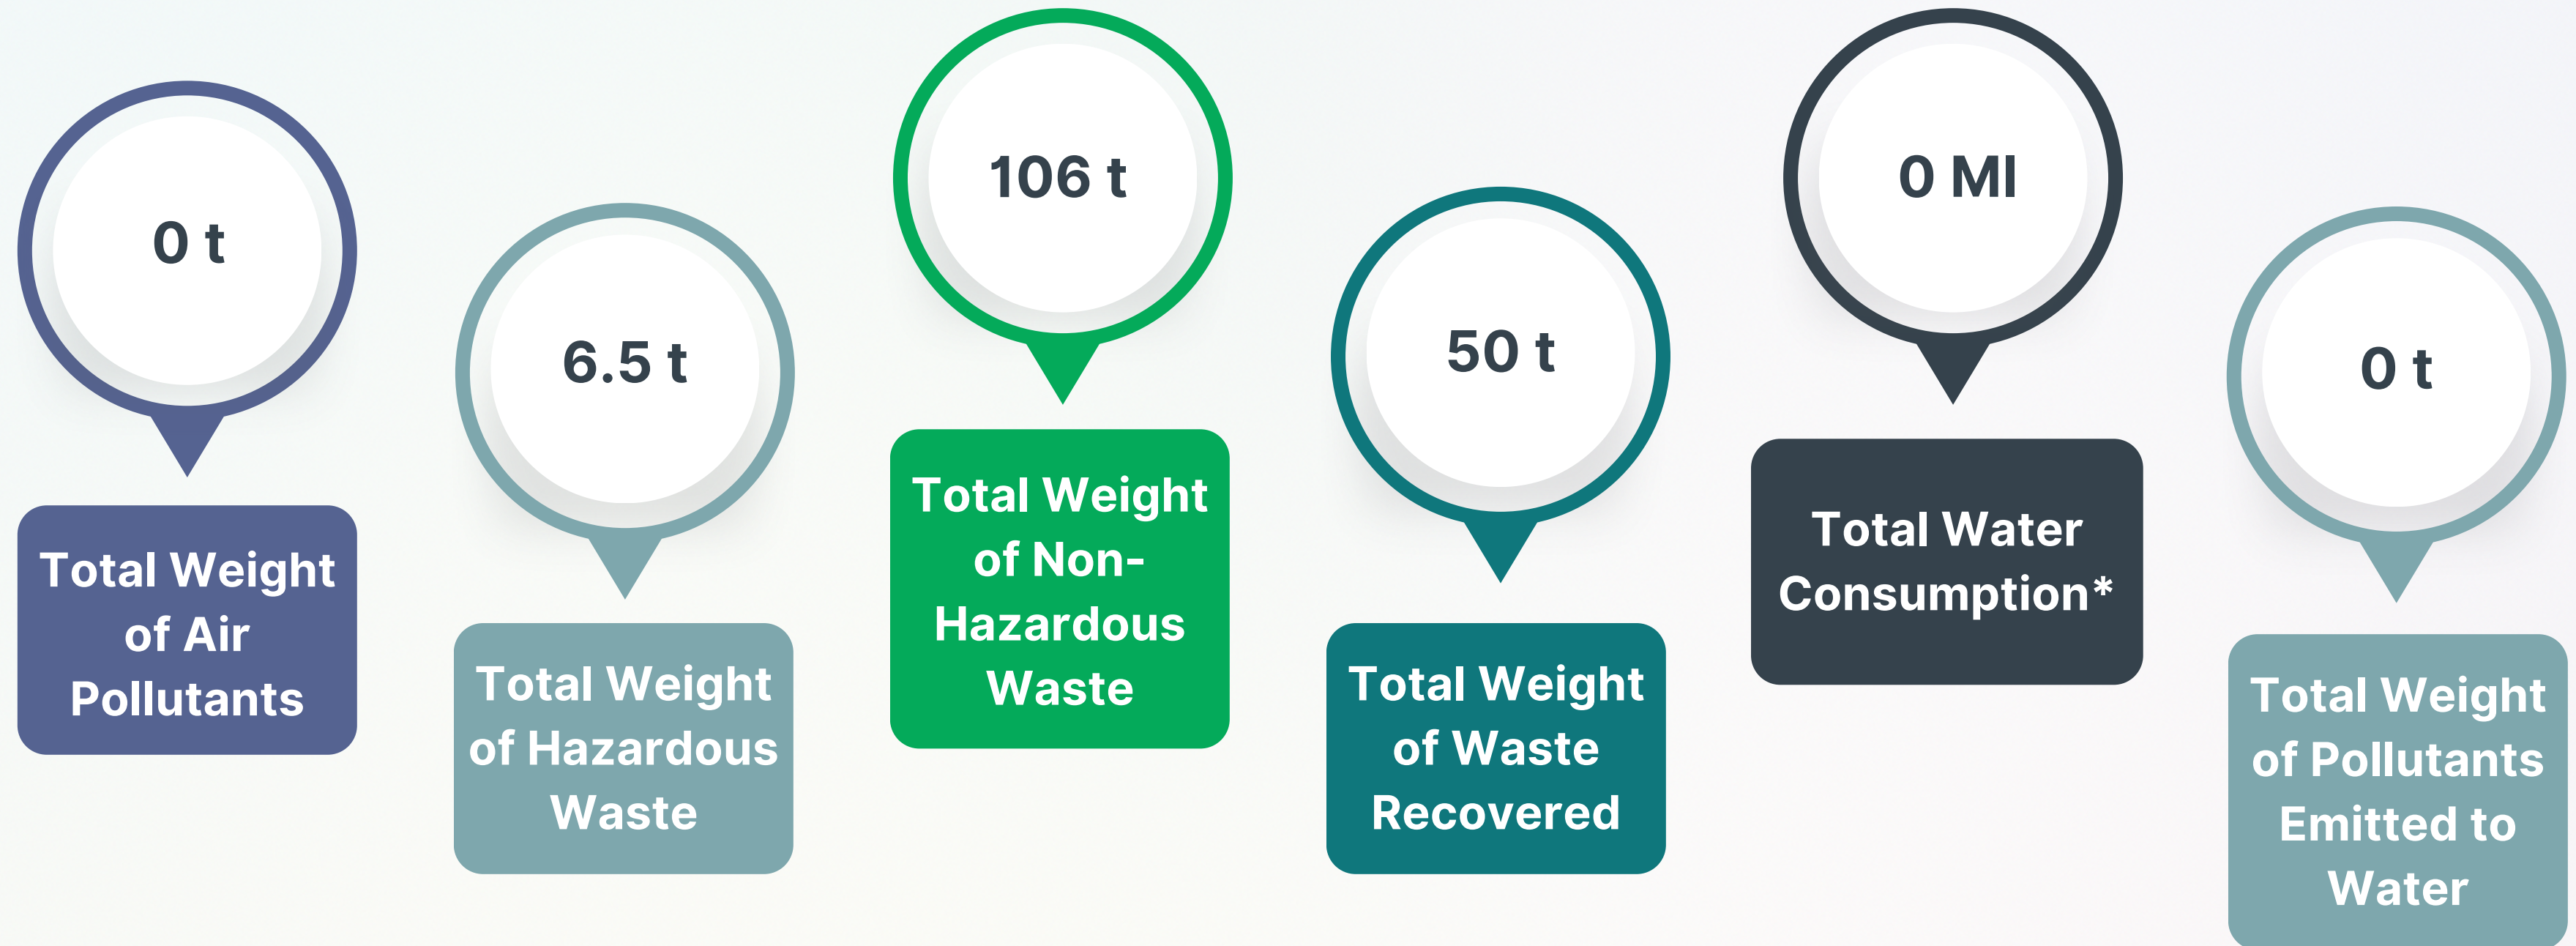 0 t
Total Weight
of Air
Pollutants
6.5 t
Total Weight
of Hazardous
Waste
106 t
Total Weight
of Non-
Hazardous
Waste
50 t
Total Weight
of Waste
Recovered
0 Ml
Total Water
Consumption*
0 t
Total Weight
of Pollutants
Emitted to
Water